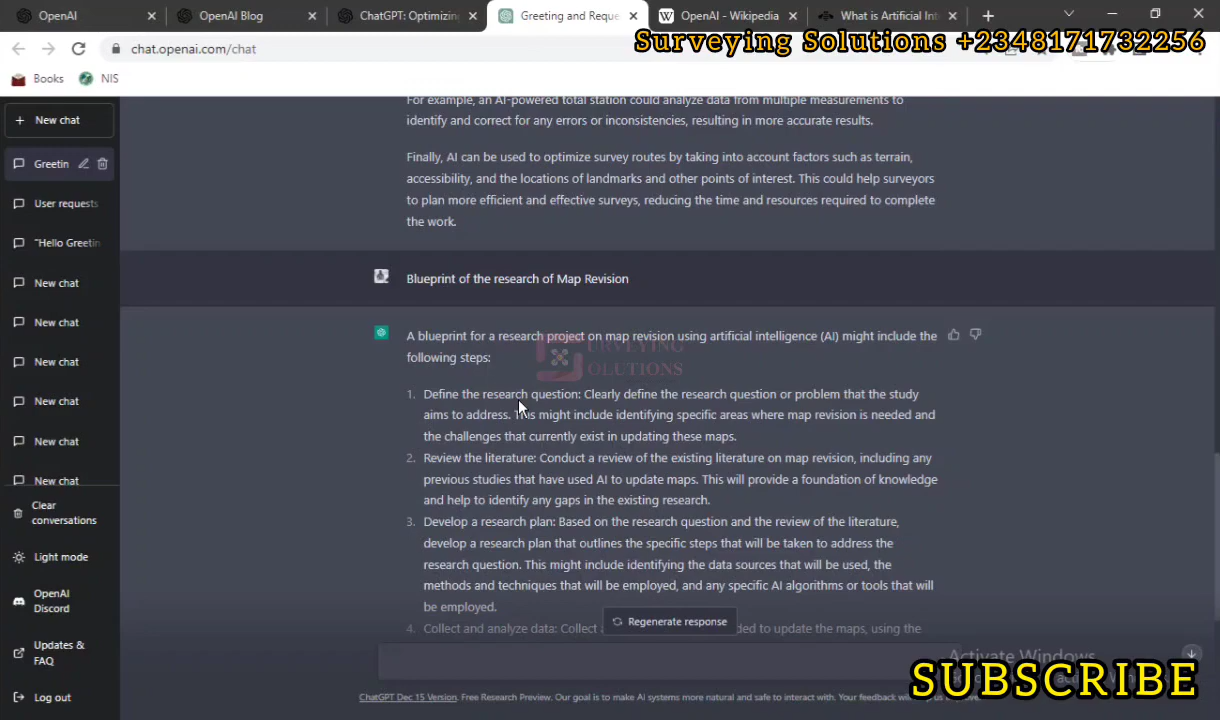 OpenAI
OpenAI Blog
ChatGPT: Optimizing
Greeting and Reque
OpenAI - Wikipedia
What is Artificial Int
chat.openai.com/chat
Surveying Solutions +2348171732256
Books
NIS
New chat
Greetin
User requests
"Hello Greetin
New chat
New chat
New chat
New chat
New chat
New chat
Clear
conversations
Light mode
OpenAI
Discord
Updates &
FAQ
Log out
For example, an AI-powered total station could analyze data from multiple measurements to
identify and correct for any errors or inconsistencies, resulting in more accurate results.
Finally, AI can be used to optimize survey routes by taking into account factors such as terrain,
accessibility, and the locations of landmarks and other points of interest. This could help surveyors
to plan more efficient and effective surveys, reducing the time and resources required to complete
the work.
Blueprint of the research of Map Revision
A blueprint for a research project on map revision using artificial intelligence (AI) might include the
following steps:
SURVEYING
SOLUTIONS
1. Define the research question: Clearly define the research question or problem that the study
aims to address. This might include identifying specific areas where map revision is needed and
the challenges that currently exist in updating these maps.
2. Review the literature: Conduct a review of the existing literature on map revision, including any
previous studies that have used AI to update maps. This will provide a foundation of knowledge
and help to identify any gaps in the existing research.
3. Develop a research plan: Based on the research question and the review of the literature,
develop a research plan that outlines the specific steps that will be taken to address the
research question. This might include identifying the data sources that will be used, the
methods and techniques that will be employed, and any specific AI algorithms or tools that will
be employed.
4. Collect and analyze data: Collect ded to update the maps, using the
Regenerate response
Activate Windows
SUBSCRIBE
ChatGPT Dec 15 Version. Free Research Preview. Our goal is to make AI systems more natural and safe to interact with. Your feedback